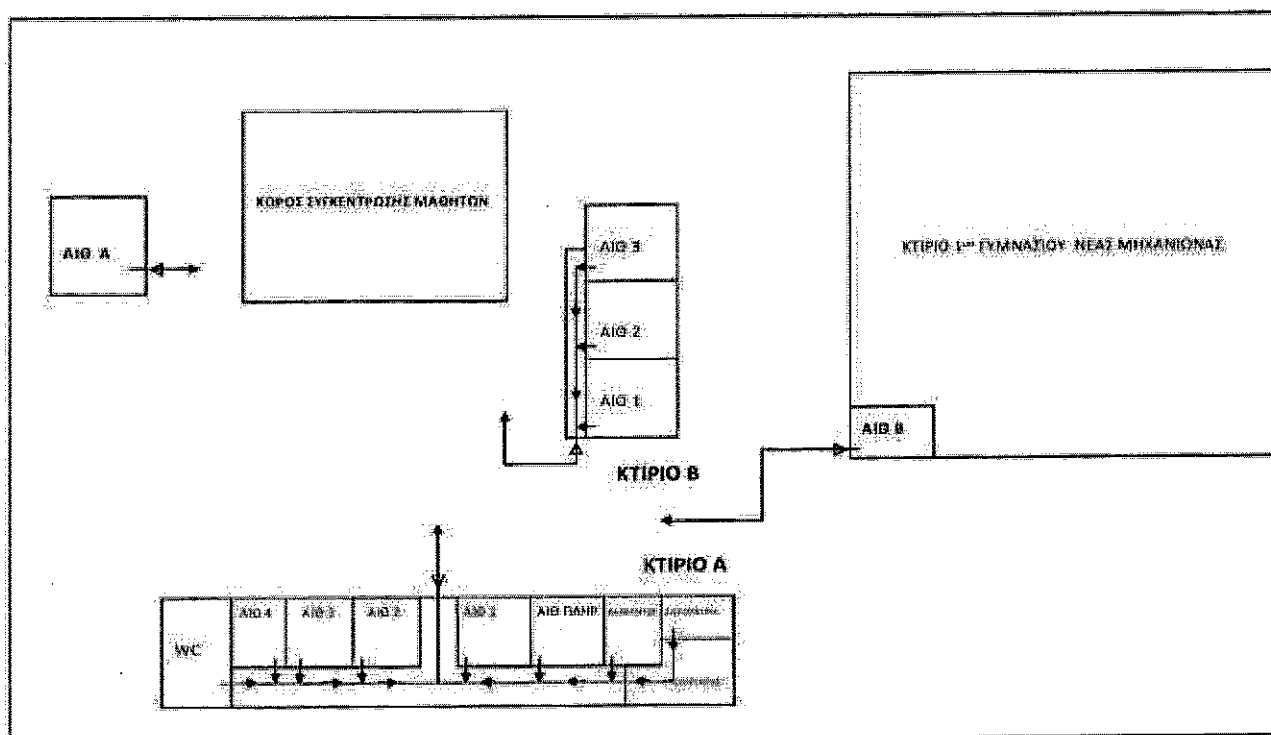 ΧΩΡΟΣ ΣΥΓΚΕΝΤΡΩΣΗΣ ΜΑΘΗΤΩΝ
ΑΙΘ Α
ΑΙΘ 3
ΚΤΙΡΙΟ 1ου ΓΥΜΝΑΣΙΟΥ ΝΕΑΣ ΜΗΧΑΝΙΩΝΑΣ
ΑΙΘ 2
ΑΙΘ 1
ΑΙΘ Β
ΚΤΙΡΙΟ Β
ΚΤΙΡΙΟ Α
ΑΙΘ 4 ΑΙΘ 3 ΑΙΘ 2 ΑΙΘ 1 ΑΙΘ ΠΛΗΡ
WC